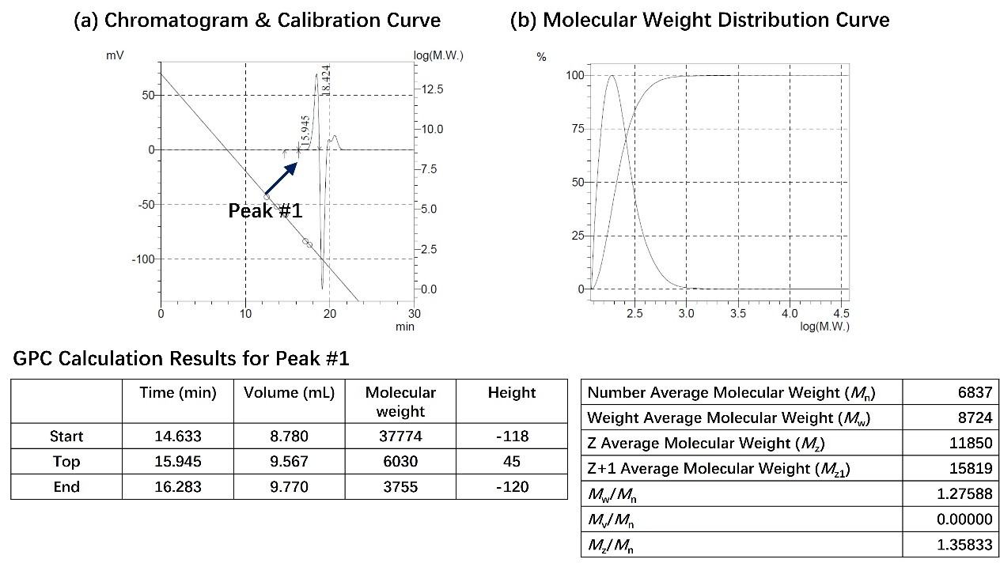 (a) Chromatogram & Calibration Curve
mV
log(M.W.)
50
0
-50
-100
12.5
10.0
7.5
5.0
2.5
0.0
15.945
18.424
Peak #1
0
10
20
30
min
(b) Molecular Weight Distribution Curve
%
100
75
50
25
0
2.5
3.0
3.5
4.0
4.5
log(M.W.)
GPC Calculation Results for Peak #1
Time (min) Volume (mL) Molecular weight Height
Start 14.633 8.780 37774 -118
Top 15.945 9.567 6030 45
End 16.283 9.770 3755 -120
Number Average Molecular Weight (Mn) 6837
Weight Average Molecular Weight (Mw) 8724
Z Average Molecular Weight (Mz) 11850
Z+1 Average Molecular Weight (Mz1) 15819
Mw/Mn 1.27588
Mv/Mn 0.00000
Mz/Mn 1.35833